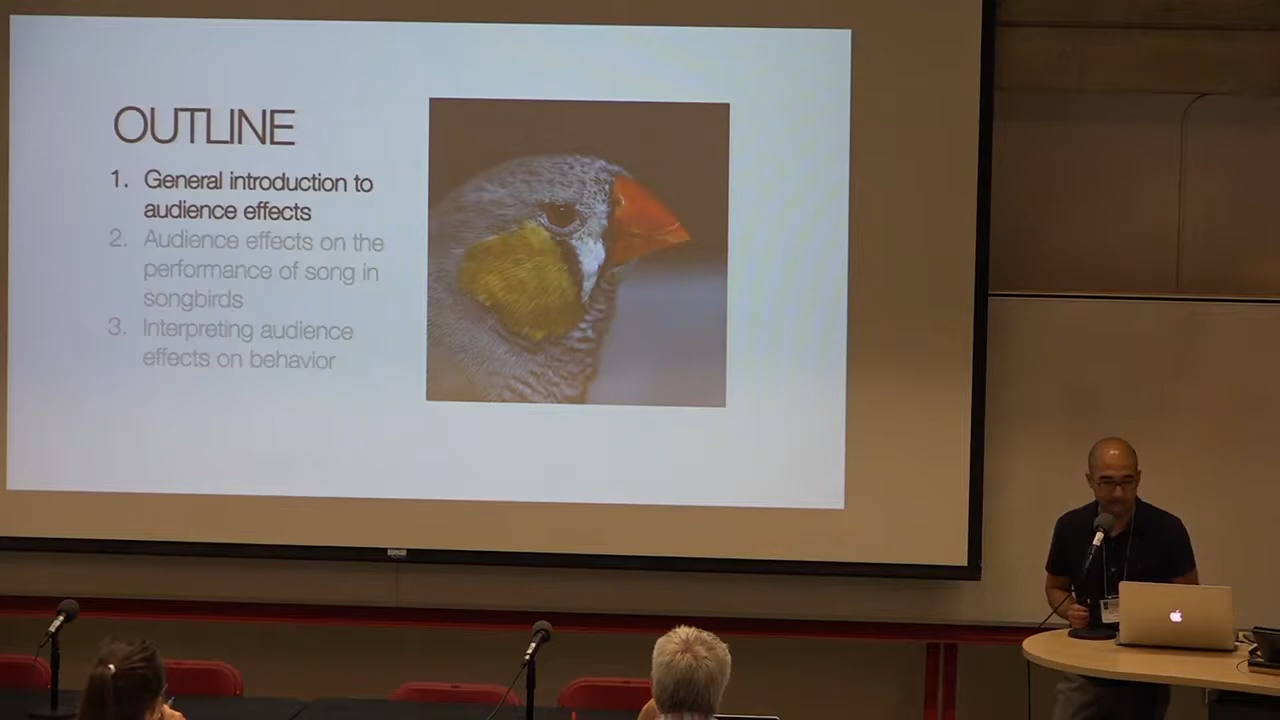 OUTLINE
1. General introduction to
audience effects
2. Audience effects on the
performance of song in
songbirds
3. Interpreting audience
effects on behavior